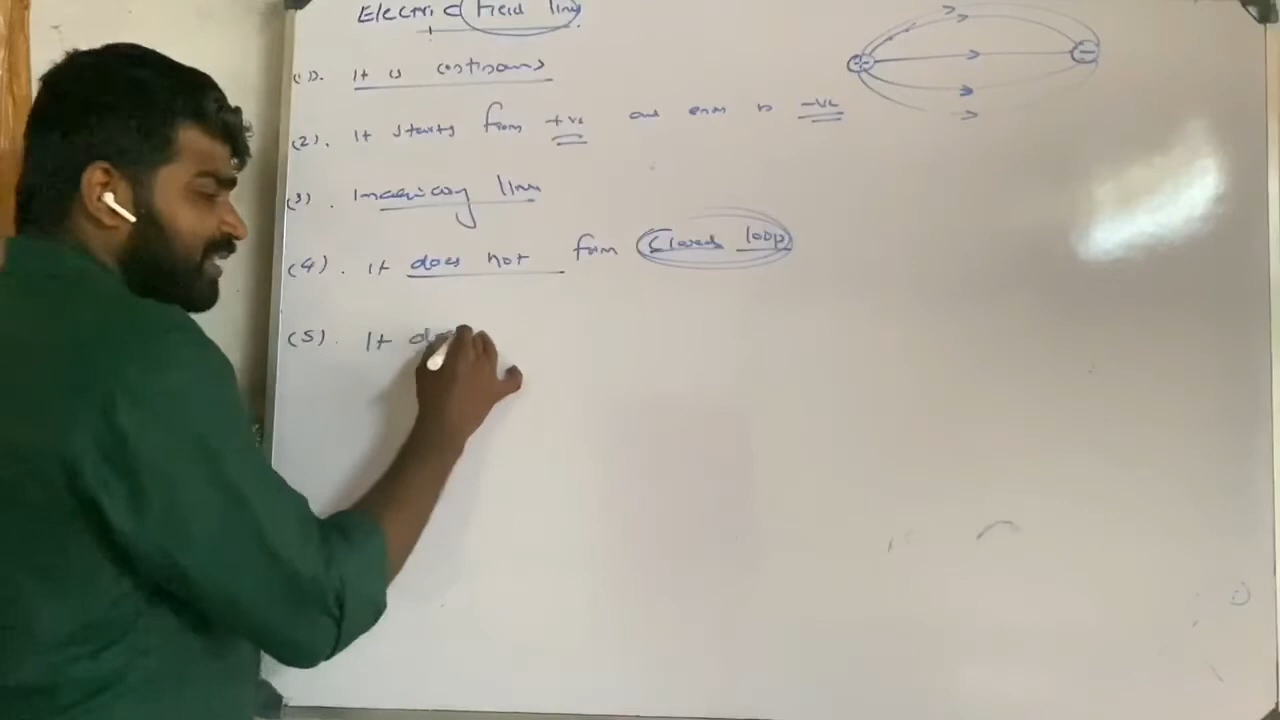 Electric Field line
(1). It is continuous
(2). It starts from +ve and ends to -ve
(3). Imaginary line
(4). It does not form closed loop
(5). It do
+ -